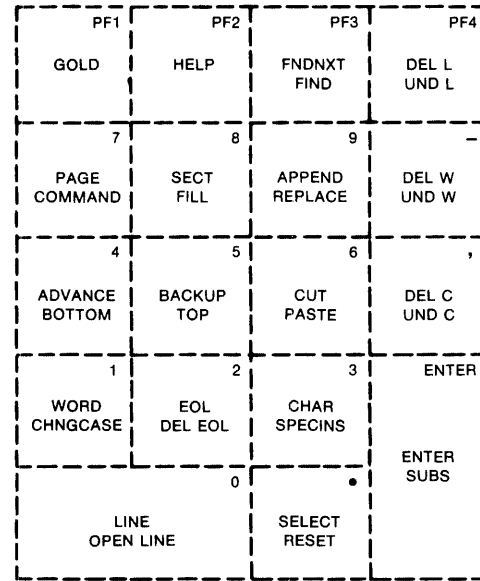 PF1 PF2 PF3 PF4
GOLD HELP FNDNXT DEL L
FIND UND L
7 8 9 –
PAGE SECT APPEND DEL W
COMMAND FILL REPLACE UND W
4 5 6 ,
ADVANCE BACKUP CUT DEL C
BOTTOM TOP PASTE UND C
1 2 3 ENTER
WORD EOL CHAR
CHNGCASE DEL EOL SPECINS
ENTER
SUBS
0 •
LINE SELECT
OPEN LINE RESET